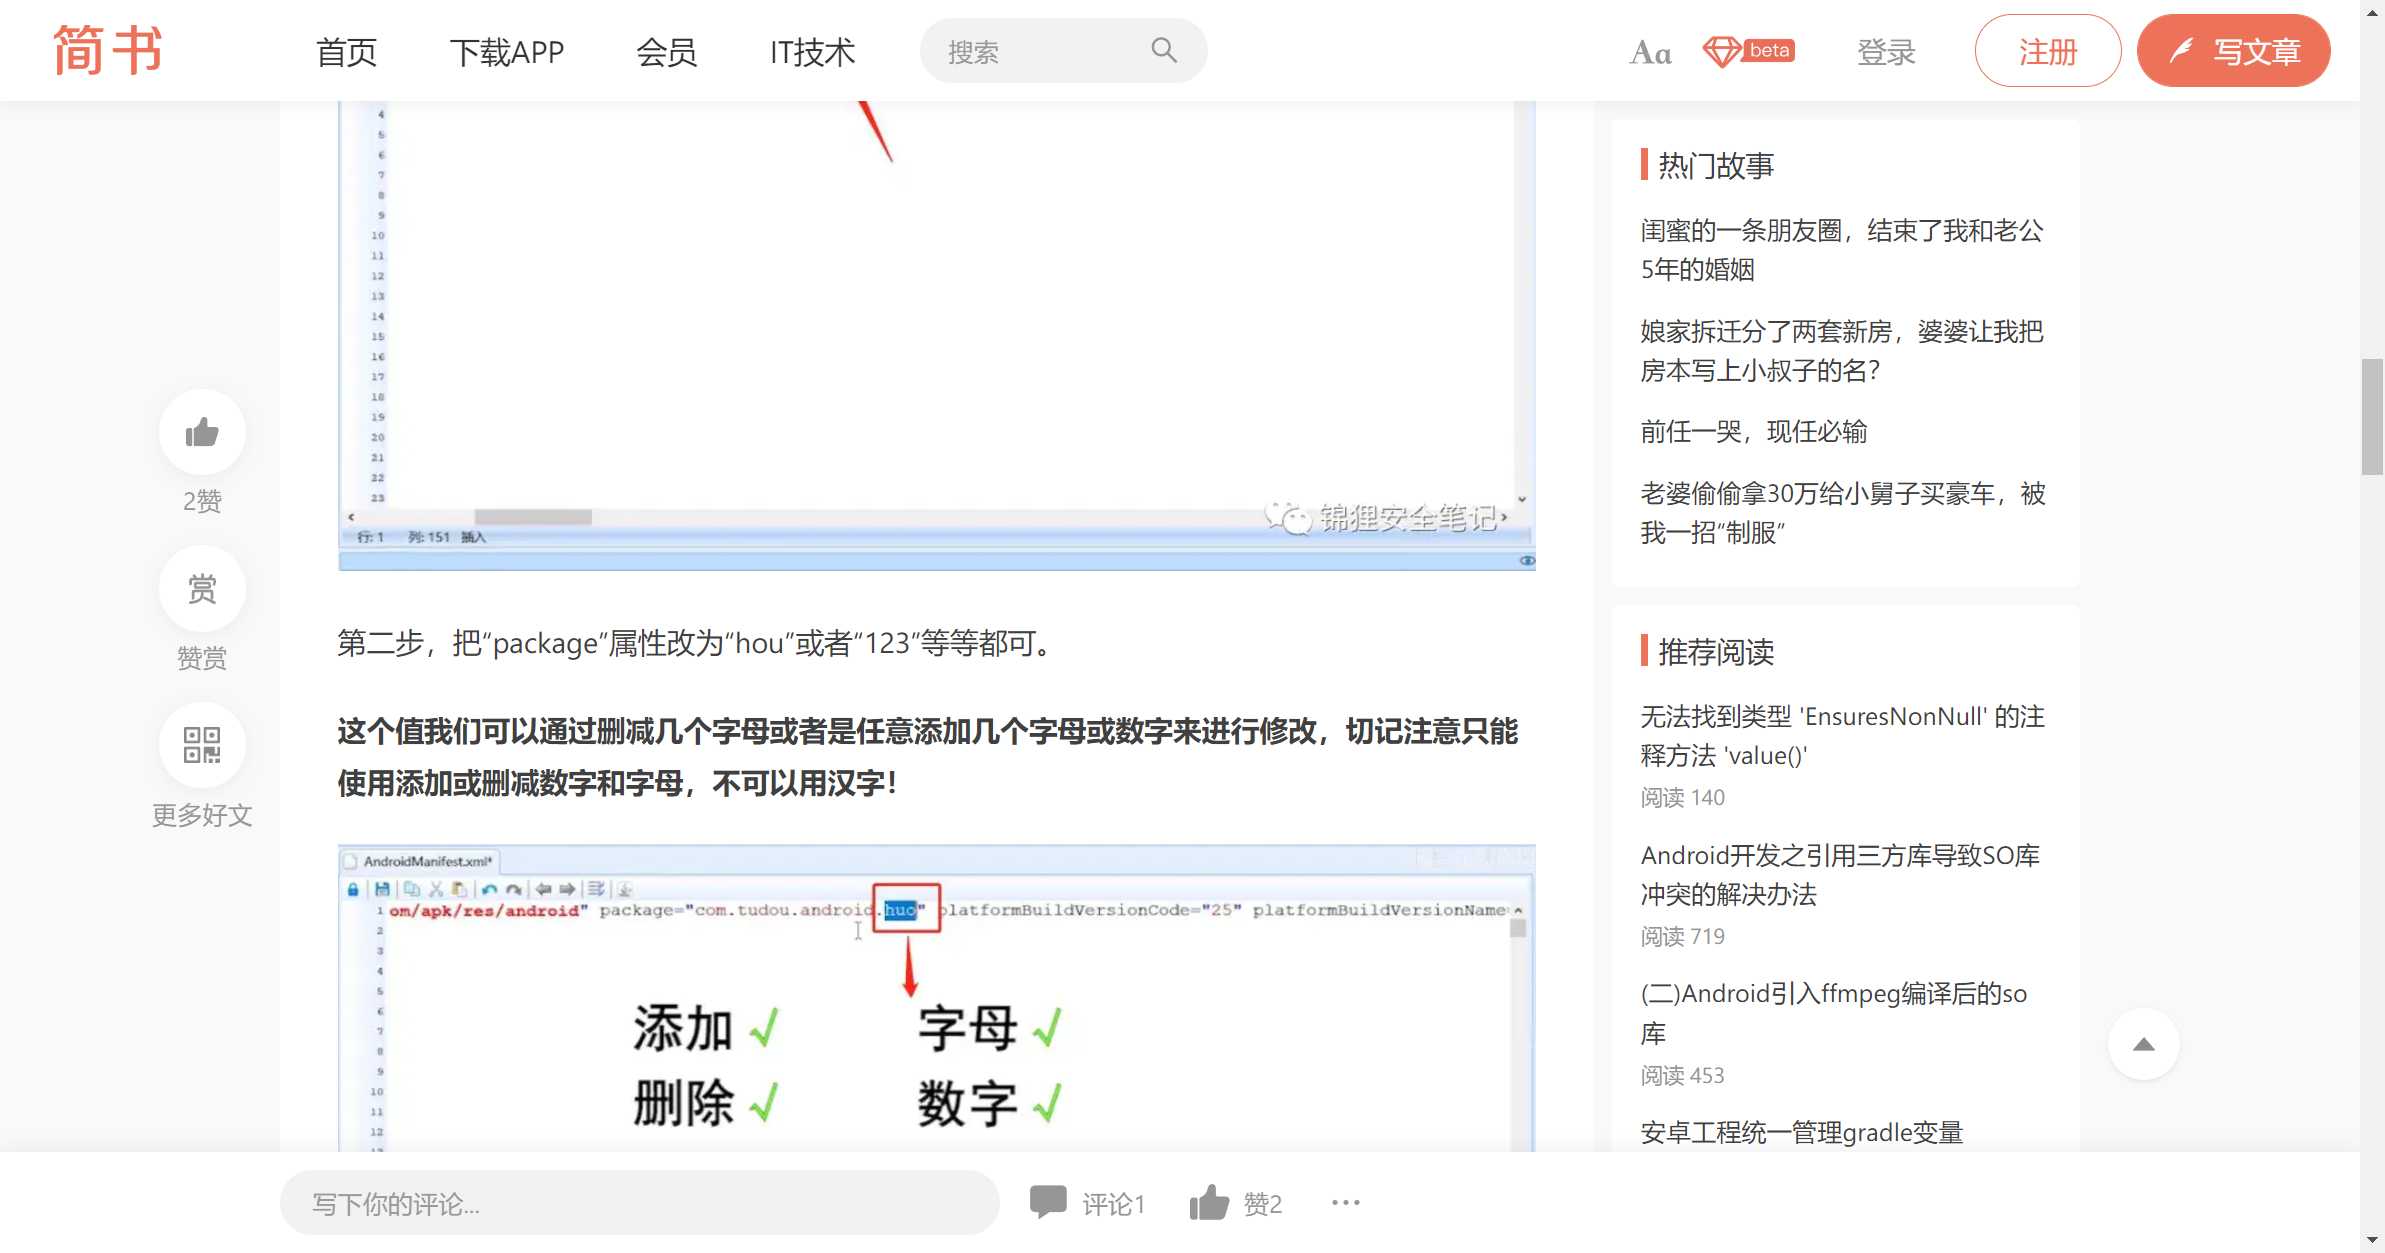 简书
首页
下载APP
会员
IT技术
搜索
Aa
beta
登录
注册
写文章
4
5
6
7
8
9
10
11
12
13
14
15
16
17
18
19
20
21
22
23
锦狸安全笔记
行: 1 列: 151 插入
2赞
赏
赞赏
更多好文
第二步，把“package”属性改为“hou”或者“123”等等都可。
这个值我们可以通过删减几个字母或者是任意添加几个字母或数字来进行修改，切记注意只能
使用添加或删减数字和字母，不可以用汉字！
AndroidManifest.xml*
1 om/apk/res/android" package="com.tudou.android.huo" platformBuildVersionCode="25" platformBuildVersionName
2
3
4
5
6
7
8
9
10
11
12
添加 √ 字母 √
删除 √ 数字 √
热门故事
闺蜜的一条朋友圈，结束了我和老公
5年的婚姻
娘家拆迁分了两套新房，婆婆让我把
房本写上小叔子的名？
前任一哭，现任必输
老婆偷偷拿30万给小舅子买豪车，被
我一招“制服”
推荐阅读
无法找到类型 'EnsuresNonNull' 的注
释方法 'value()'
阅读 140
Android开发之引用三方库导致SO库
冲突的解决办法
阅读 719
(二)Android引入ffmpeg编译后的so
库
阅读 453
安卓工程统一管理gradle变量
写下你的评论...
评论1
赞2